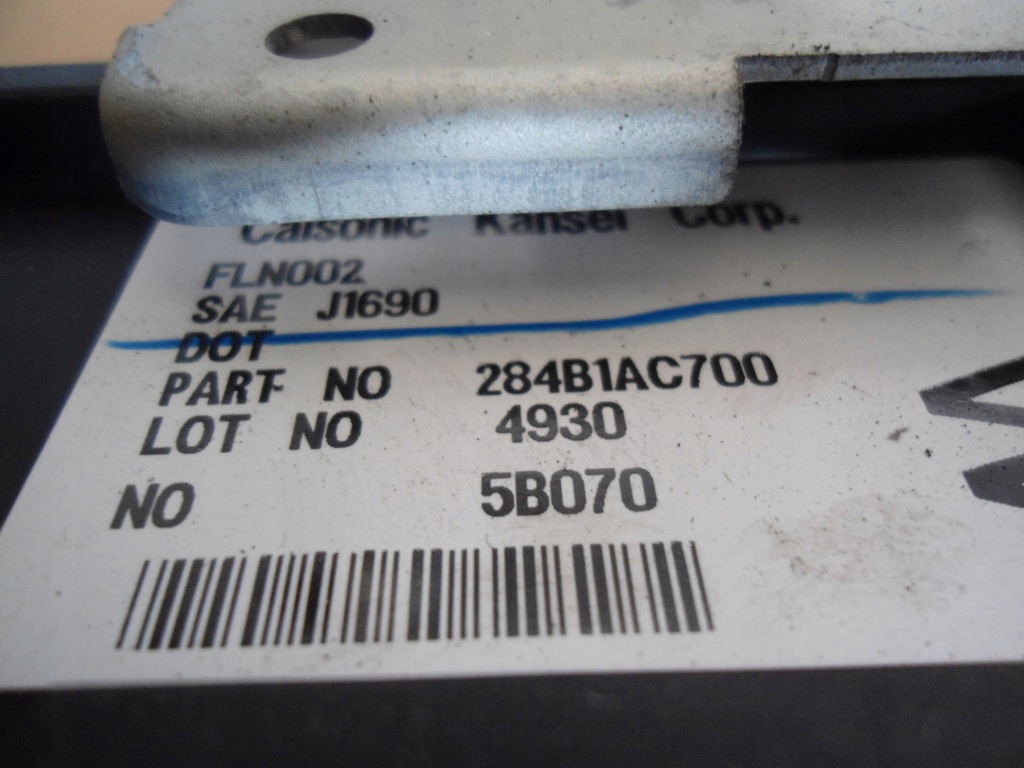 Calsonic Kansei Corp.
FLN002
SAE J1690
DOT
PART NO 284B1AC700
LOT NO 4930
NO 5B070